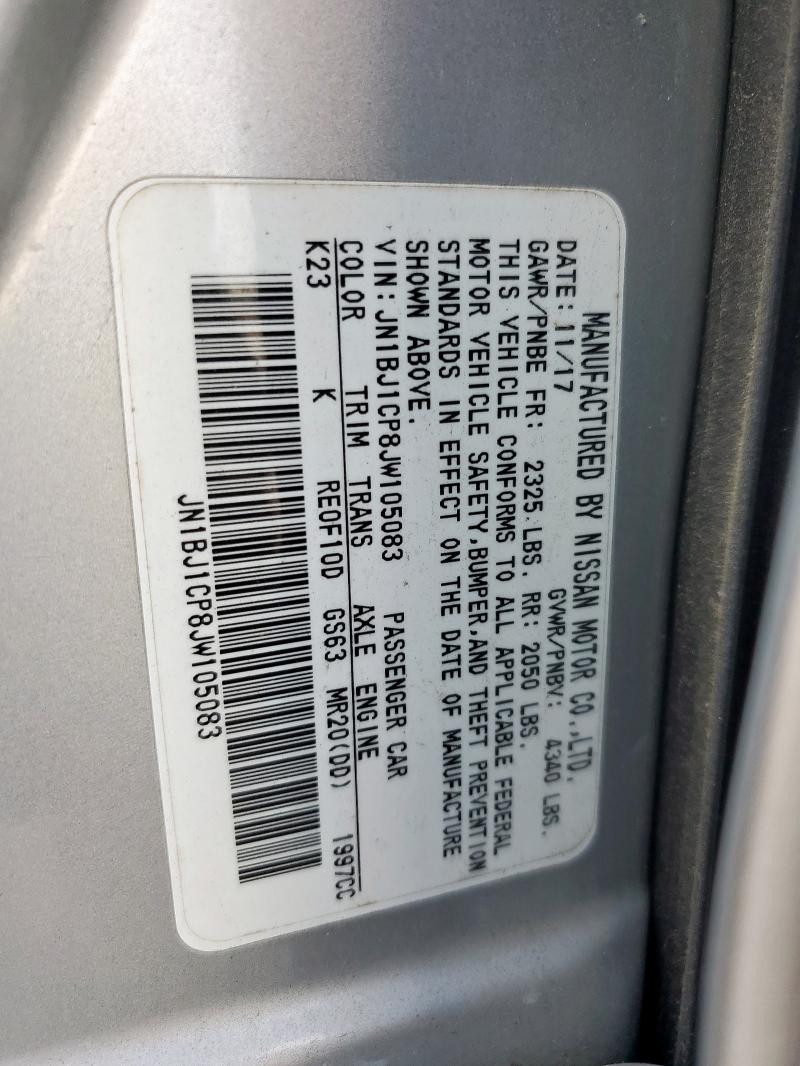 MANUFACTURED BY NISSAN MOTOR CO.,LTD.
DATE: 11/17 GVWR/PNBV: 4340 LBS.
GAWR/PNBE FR: 2325 LBS. RR: 2050 LBS.
THIS VEHICLE CONFORMS TO ALL APPLICABLE FEDERAL
MOTOR VEHICLE SAFETY,BUMPER,AND THEFT PREVENTION
STANDARDS IN EFFECT ON THE DATE OF MANUFACTURE
SHOWN ABOVE.
VIN: JN1BJ1CP8JW105083 PASSENGER CAR
COLOR TRIM TRANS AXLE ENGINE
K23 K RE0F10D GS63 MR20(DD) 1997CC
JN1BJ1CP8JW105083